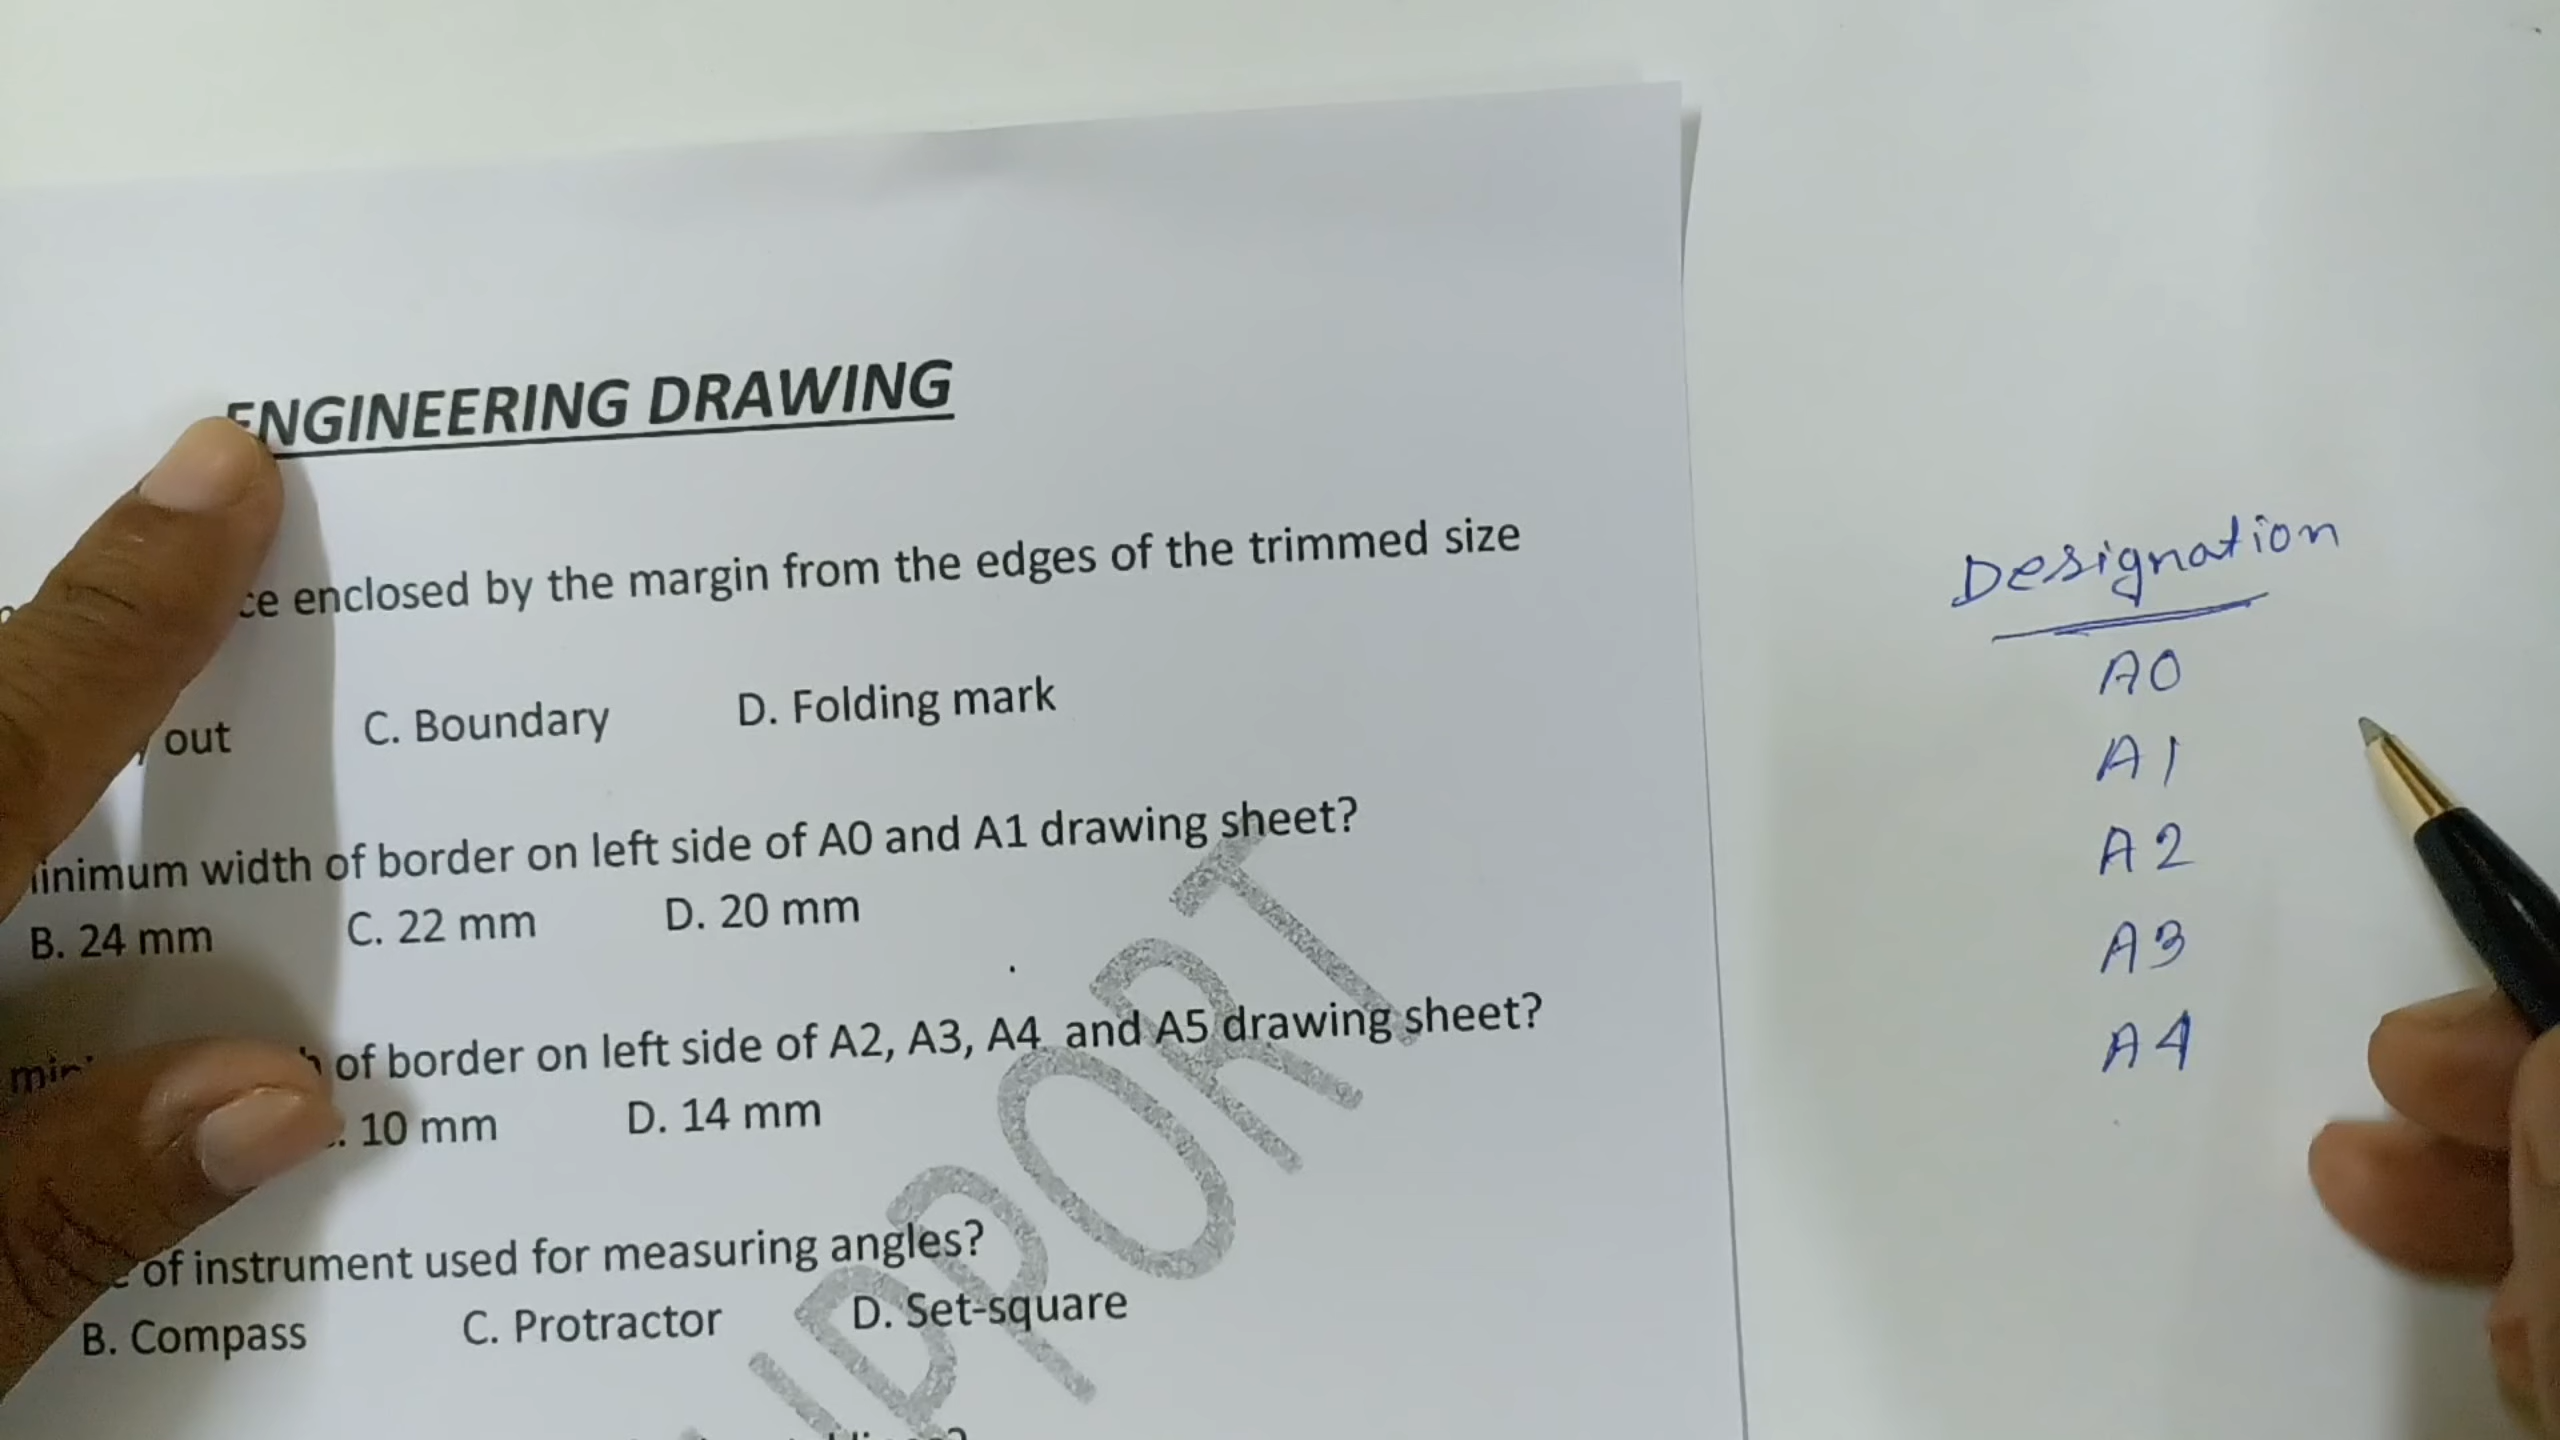 ENGINEERING DRAWING
enclosed by the margin from the edges of the trimmed size
out C. Boundary D. Folding mark
width of border on left side of A0 and A1 drawing sheet?
B. 24 mm C. 22 mm D. 20 mm
of border on left side of A2, A3, A4 and A5 drawing sheet?
10 mm D. 14 mm
of instrument used for measuring angles?
B. Compass C. Protractor D. Set-square
Designation
A0
A1
A2
A3
A4